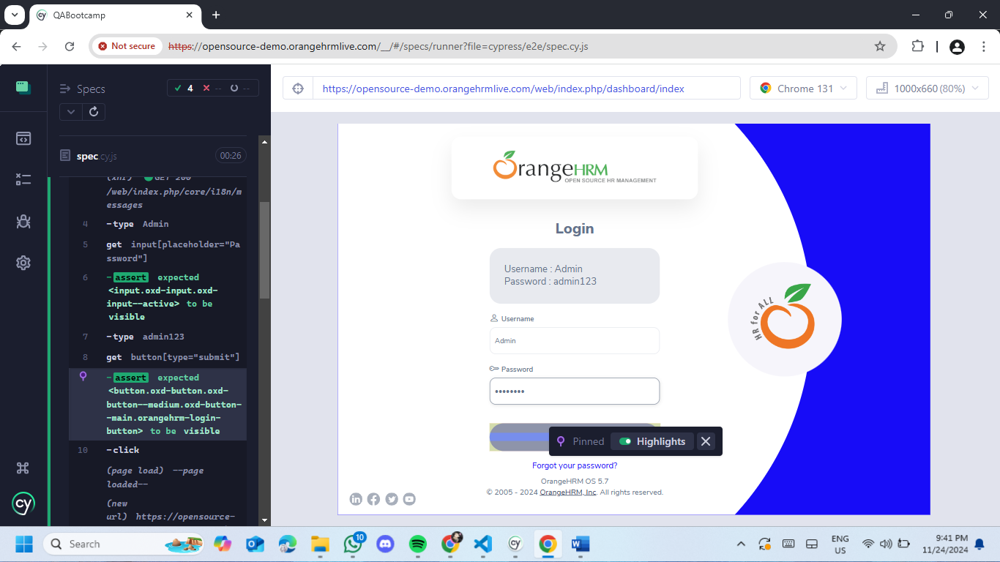 QABootcamp
Not secure
https://opensource-demo.orangehrmlive.com/__/#/specs/runner?file=cypress/e2e/spec.cy.js
Specs
4 -- --
https://opensource-demo.orangehrmlive.com/web/index.php/dashboard/index
Chrome 131
1000x660 (80%)
spec.cy.js
00:26
(xhr) GET 200
/web/index.php/core/i18n/m
essages
4 -type Admin
5 get input[placeholder="Pa
ssword"]
6 -assert expected
<input.oxd-input.oxd-
input--active> to be
visible
7 -type admin123
8 get button[type="submit"]
-assert expected
<button.oxd-button.oxd-
button--medium.oxd-button-
-main.orangehrm-login-
button> to be visible
10 -click
(page load) --page
loaded--
(new
url) https://opensource-
cy
OrangeHRM
OPEN SOURCE HR MANAGEMENT
Login
Username : Admin
Password : admin123
Username
Admin
Password
••••••••
Pinned
Highlights
Forgot your password?
OrangeHRM OS 5.7
© 2005 - 2024 OrangeHRM, Inc. All rights reserved.
HR for ALL
Search
10
ENG
US
9:41 PM
11/24/2024